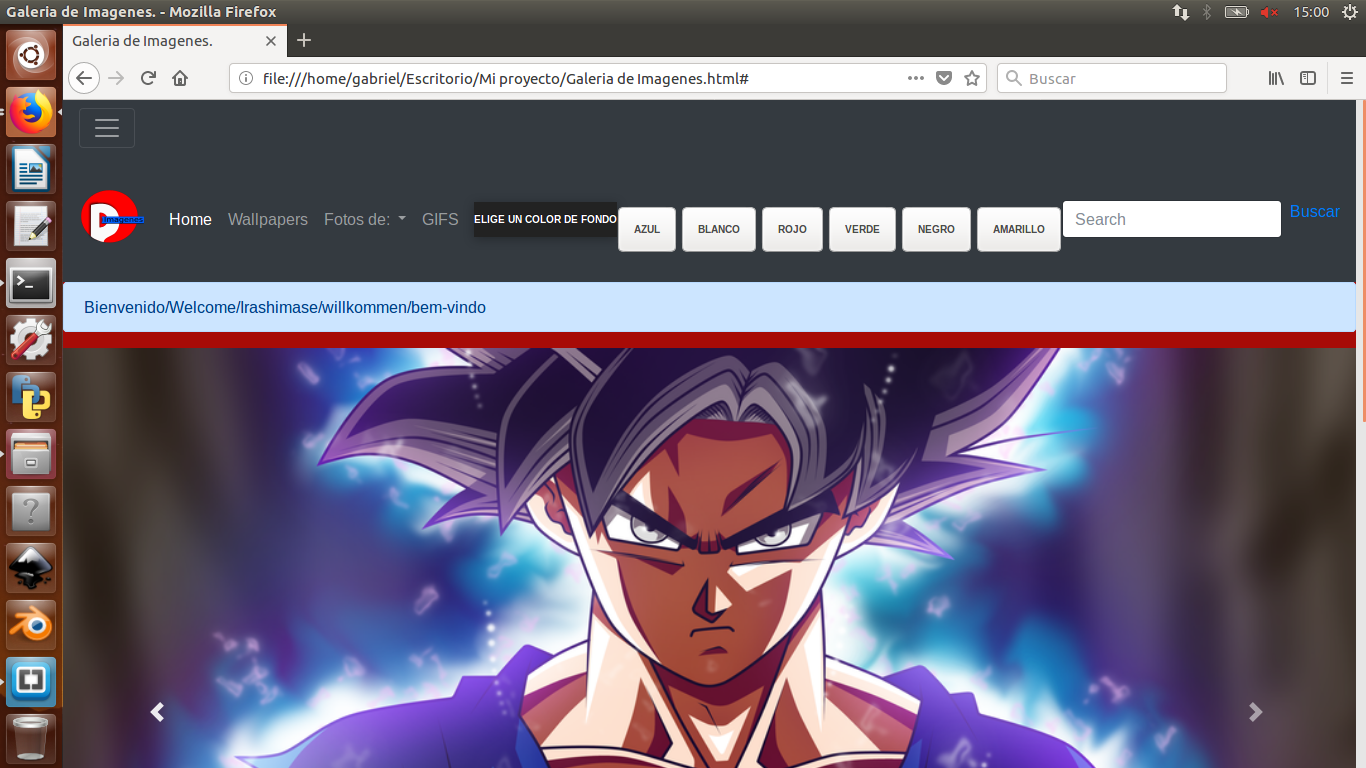 Galeria de Imagenes. - Mozilla Firefox
15:00
Galeria de Imagenes.
file:///home/gabriel/Escritorio/Mi proyecto/Galeria de Imagenes.html#
Buscar
Imagenes
Home
Wallpapers
Fotos de:
GIFS
ELIGE UN COLOR DE FONDO
AZUL
BLANCO
ROJO
VERDE
NEGRO
AMARILLO
Search
Buscar
Bienvenido/Welcome/Irashimase/willkommen/bem-vindo